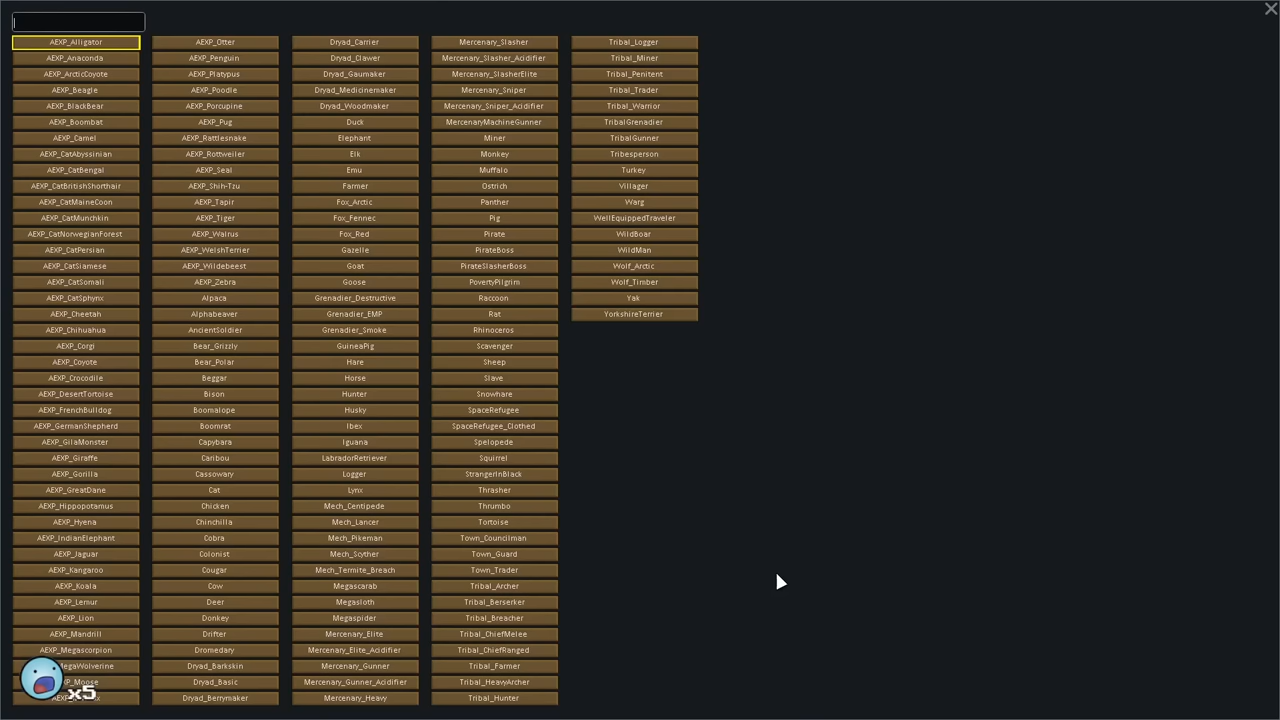 AEXP_Alligator
AEXP_Anaconda
AEXP_ArcticCoyote
AEXP_Beagle
AEXP_BlackBear
AEXP_Boombat
AEXP_Camel
AEXP_CatAbyssinian
AEXP_CatBengal
AEXP_CatBritishShorthair
AEXP_CatMaineCoon
AEXP_CatMunchkin
AEXP_CatNorwegianForest
AEXP_CatPersian
AEXP_CatSiamese
AEXP_CatSomali
AEXP_CatSphynx
AEXP_Cheetah
AEXP_Chihuahua
AEXP_Corgi
AEXP_Coyote
AEXP_Crocodile
AEXP_DesertTortoise
AEXP_FrenchBulldog
AEXP_GermanShepherd
AEXP_GilaMonster
AEXP_Giraffe
AEXP_Gorilla
AEXP_GreatDane
AEXP_Hippopotamus
AEXP_Hyena
AEXP_IndianElephant
AEXP_Jaguar
AEXP_Kangaroo
AEXP_Koala
AEXP_Lemur
AEXP_Lion
AEXP_Mandrill
AEXP_Megascorpion
MegaWolverine
Moose
x5
AEXP_Otter
AEXP_Penguin
AEXP_Platypus
AEXP_Poodle
AEXP_Porcupine
AEXP_Pug
AEXP_Rattlesnake
AEXP_Rottweiler
AEXP_Seal
AEXP_Shih-Tzu
AEXP_Tapir
AEXP_Tiger
AEXP_Walrus
AEXP_WelshTerrier
AEXP_Wildebeest
AEXP_Zebra
Alpaca
Alphabeaver
AncientSoldier
Bear_Grizzly
Bear_Polar
Beggar
Bison
Boomalope
Boomrat
Capybara
Caribou
Cassowary
Cat
Chicken
Chinchilla
Cobra
Colonist
Cougar
Cow
Deer
Donkey
Drifter
Dromedary
Dryad_Barkskin
Dryad_Basic
Dryad_Berrymaker
Dryad_Carrier
Dryad_Clawer
Dryad_Gaumaker
Dryad_Medicinemaker
Dryad_Woodmaker
Duck
Elephant
Elk
Emu
Farmer
Fox_Arctic
Fox_Fennec
Fox_Red
Gazelle
Goat
Goose
Grenadier_Destructive
Grenadier_EMP
Grenadier_Smoke
GuineaPig
Hare
Horse
Hunter
Husky
Ibex
Iguana
LabradorRetriever
Logger
Lynx
Mech_Centipede
Mech_Lancer
Mech_Pikeman
Mech_Scyther
Mech_Termite_Breach
Megascarab
Megasloth
Megaspider
Mercenary_Elite
Mercenary_Elite_Acidifier
Mercenary_Gunner
Mercenary_Gunner_Acidifier
Mercenary_Heavy
Mercenary_Slasher
Mercenary_Slasher_Acidifier
Mercenary_SlasherElite
Mercenary_Sniper
Mercenary_Sniper_Acidifier
MercenaryMachineGunner
Miner
Monkey
Muffalo
Ostrich
Panther
Pig
Pirate
PirateBoss
PirateSlasherBoss
PovertyPilgrim
Raccoon
Rat
Rhinoceros
Scavenger
Sheep
Slave
Snowhare
SpaceRefugee
SpaceRefugee_Clothed
Spelopede
Squirrel
StrangerInBlack
Thrasher
Thrumbo
Tortoise
Town_Councilman
Town_Guard
Town_Trader
Tribal_Archer
Tribal_Berserker
Tribal_Breacher
Tribal_ChiefMelee
Tribal_ChiefRanged
Tribal_Farmer
Tribal_HeavyArcher
Tribal_Hunter
Tribal_Logger
Tribal_Miner
Tribal_Penitent
Tribal_Trader
Tribal_Warrior
TribalGrenadier
TribalGunner
Tribesperson
Turkey
Villager
Warg
WellEquippedTraveler
WildBoar
WildMan
Wolf_Arctic
Wolf_Timber
Yak
YorkshireTerrier